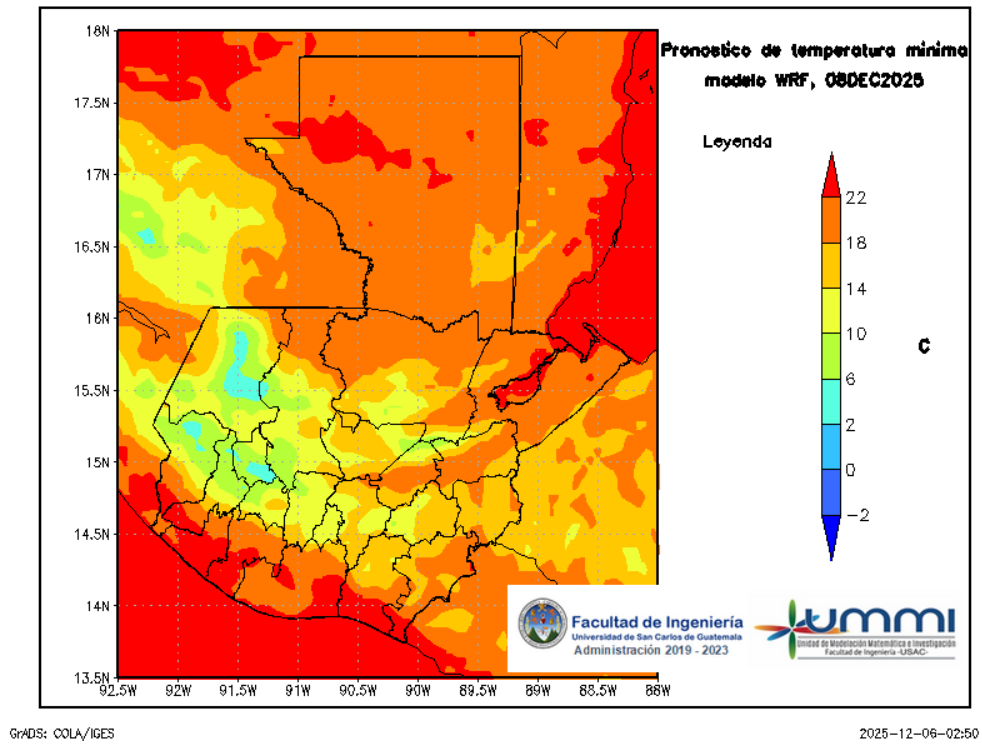 Pronostico de temperatura minima
modelo WRF, 08DEC2025
Leyenda
22
18
14
10
6
2
0
−2
C
18N
17.5N
17N
16.5N
16N
15.5N
15N
14.5N
14N
13.5N
92.5W 92W 91.5W 91W 90.5W 90W 89.5W 89W 88.5W 88W
Facultad de Ingeniería
Universidad de San Carlos de Guatemala
Administración 2019 - 2023
ummi
Unidad de Modelación Matemática e Investigación
Facultad de Ingeniería -USAC-
GrADS: COLA/IGES
2025-12-06-02:50